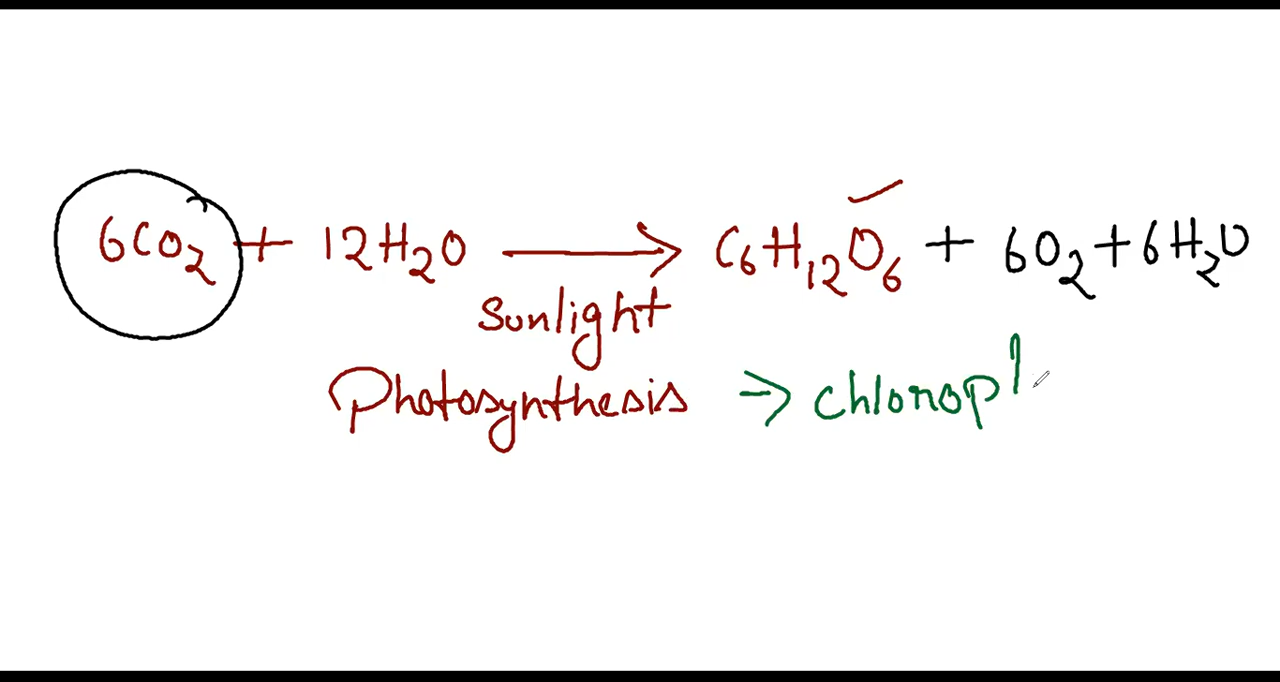 6CO₂ + 12H₂O ⟶ C₆H₁₂O₆ + 6O₂ + 6H₂O
Sunlight
Photosynthesis → chlorop